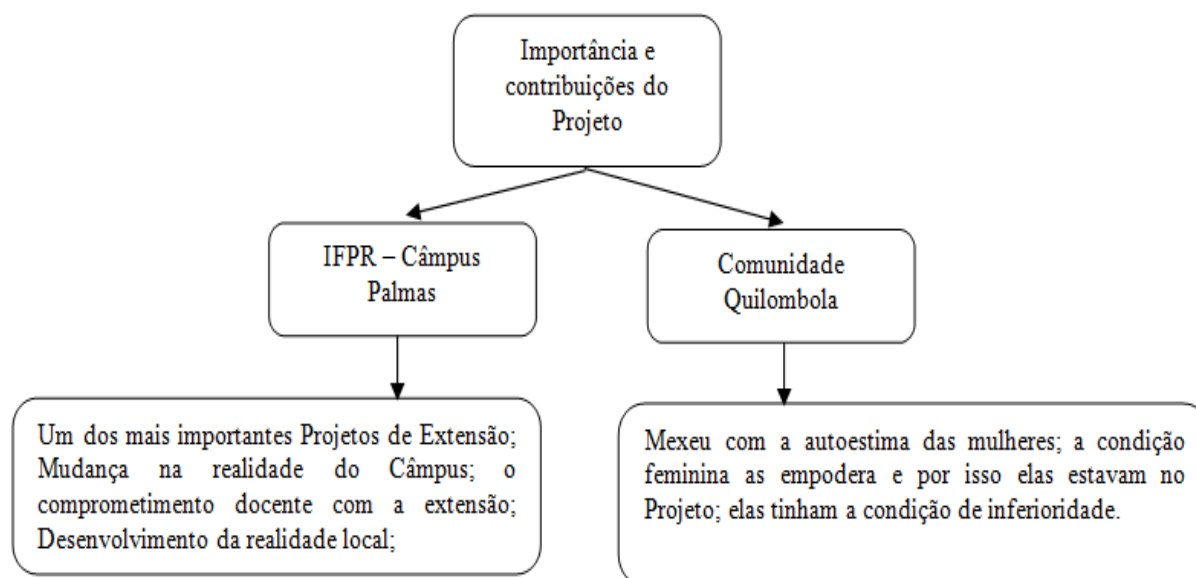 Importância e
contribuições do
Projeto
IFPR – Câmpus
Palmas
Comunidade
Quilombola
Um dos mais importantes Projetos de Extensão;
Mudança na realidade do Câmpus; o
comprometimento docente com a extensão;
Desenvolvimento da realidade local;
Mexeu com a autoestima das mulheres; a condição
feminina as empodera e por isso elas estavam no
Projeto; elas tinham a condição de inferioridade.